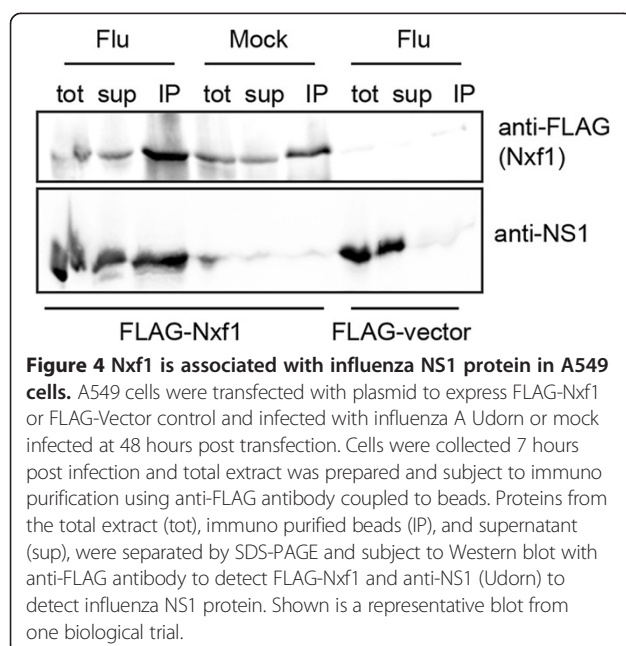 Flu Mock Flu
tot sup IP tot sup IP tot sup IP
anti-FLAG
(Nxf1)
anti-NS1
FLAG-Nxf1 FLAG-vector
Figure 4 Nxf1 is associated with influenza NS1 protein in A549
cells. A549 cells were transfected with plasmid to express FLAG-Nxf1
or FLAG-Vector control and infected with influenza A Udorn or mock
infected at 48 hours post transfection. Cells were collected 7 hours
post infection and total extract was prepared and subject to immuno
purification using anti-FLAG antibody coupled to beads. Proteins from
the total extract (tot), immuno purified beads (IP), and supernatant
(sup), were separated by SDS-PAGE and subject to Western blot with
anti-FLAG antibody to detect FLAG-Nxf1 and anti-NS1 (Udorn) to
detect influenza NS1 protein. Shown is a representative blot from
one biological trial.